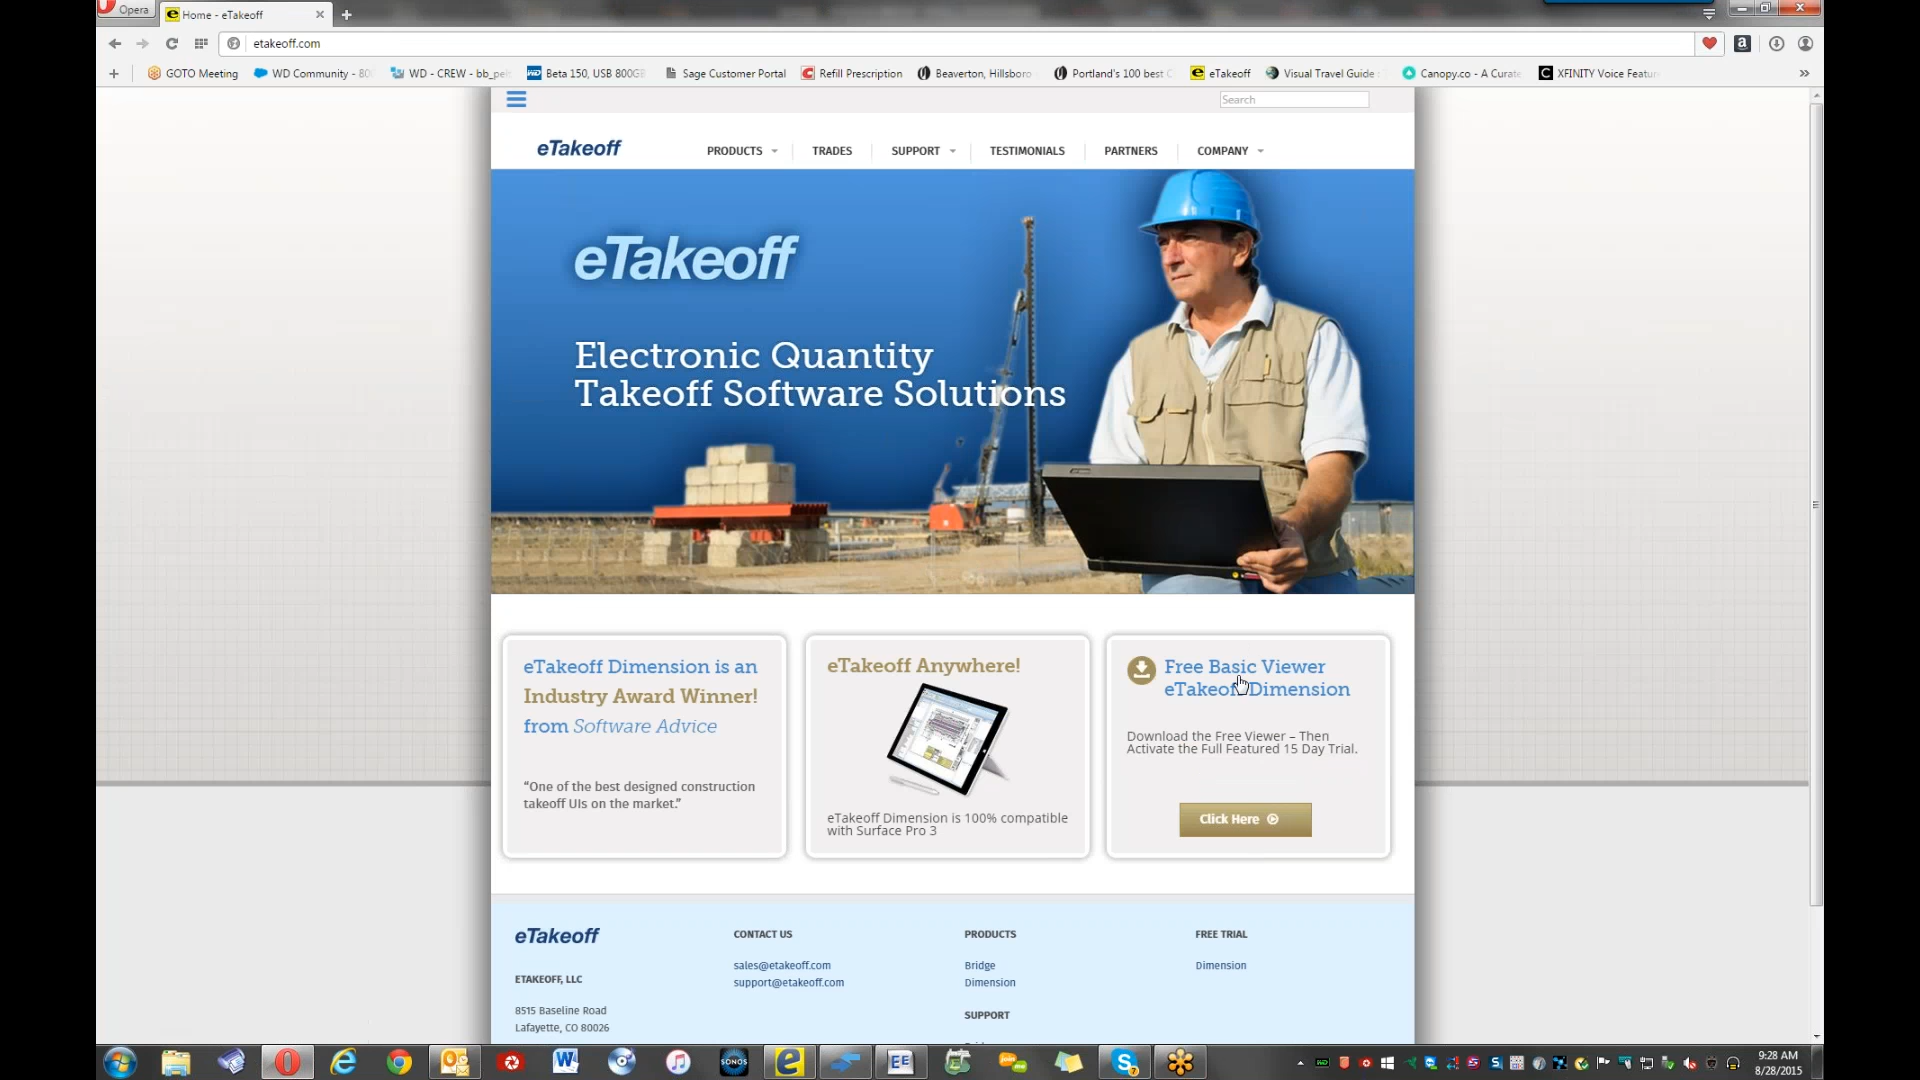 Opera
Home - eTakeoff
etakeoff.com
GOTO Meeting
WD Community - 80
WD - CREW - bb_pe
Beta 150, USB 800G
Sage Customer Portal
Refill Prescription
Beaverton, Hillsboro
Portland's 100 best
eTakeoff
Visual Travel Guide
Canopy.co - A Curat
XFINITY Voice Featu
Search
eTakeoff
PRODUCTS
TRADES
SUPPORT
TESTIMONIALS
PARTNERS
COMPANY
eTakeoff
Electronic Quantity
Takeoff Software Solutions
eTakeoff Dimension is an
Industry Award Winner!
from Software Advice
“One of the best designed construction
takeoff UIs on the market.”
eTakeoff Anywhere!
eTakeoff Dimension is 100% compatible
with Surface Pro 3
Free Basic Viewer
eTakeoff Dimension
Download the Free Viewer – Then
Activate the Full Featured 15 Day Trial.
Click Here
eTakeoff
ETAKEOFF, LLC
8515 Baseline Road
Lafayette, CO 80026
CONTACT US
sales@etakeoff.com
support@etakeoff.com
PRODUCTS
Bridge
Dimension
SUPPORT
FREE TRIAL
Dimension
SONOS
EE
9:28 AM
8/28/2015